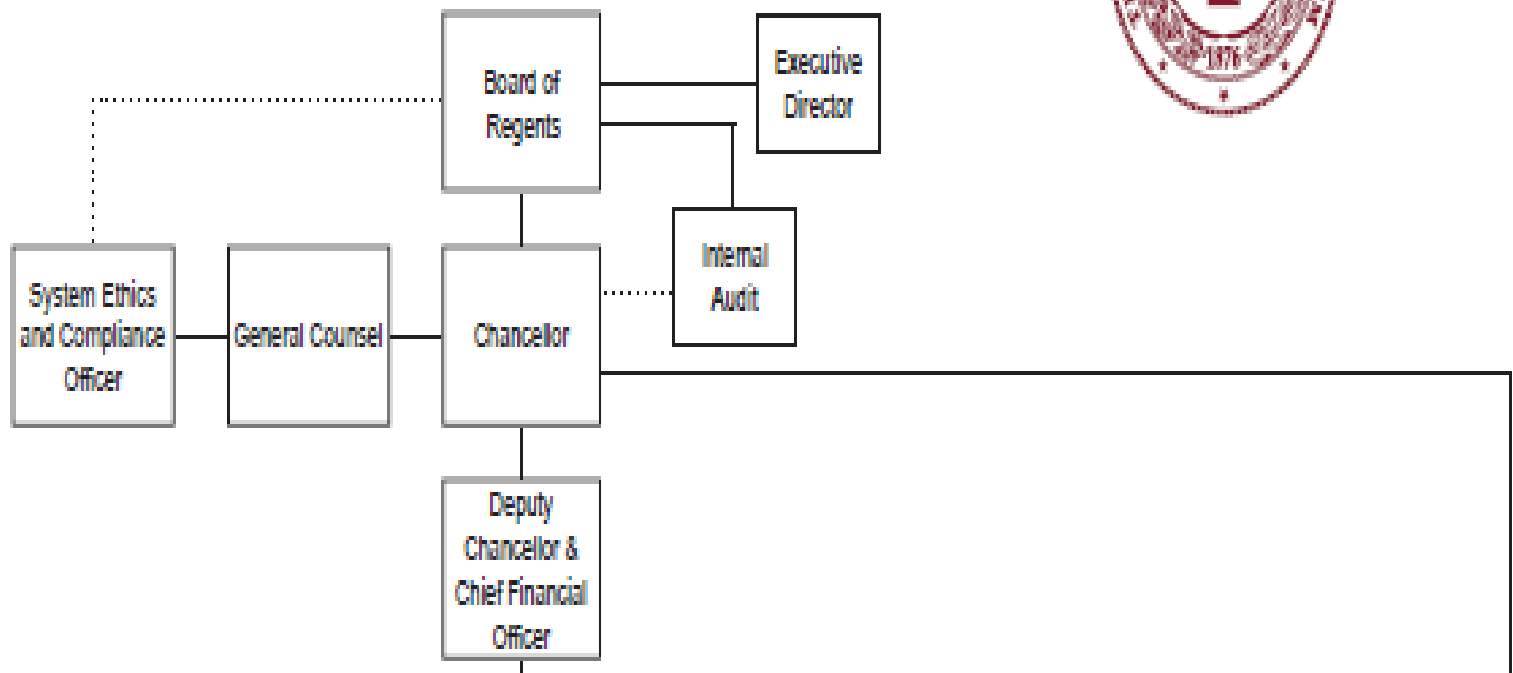 Board of
Regents
Executive
Director
1876
Internal
Audit
System Ethics
and Compliance
Officer
General Counsel
Chancellor
Deputy
Chancellor &
Chief Financial
Officer